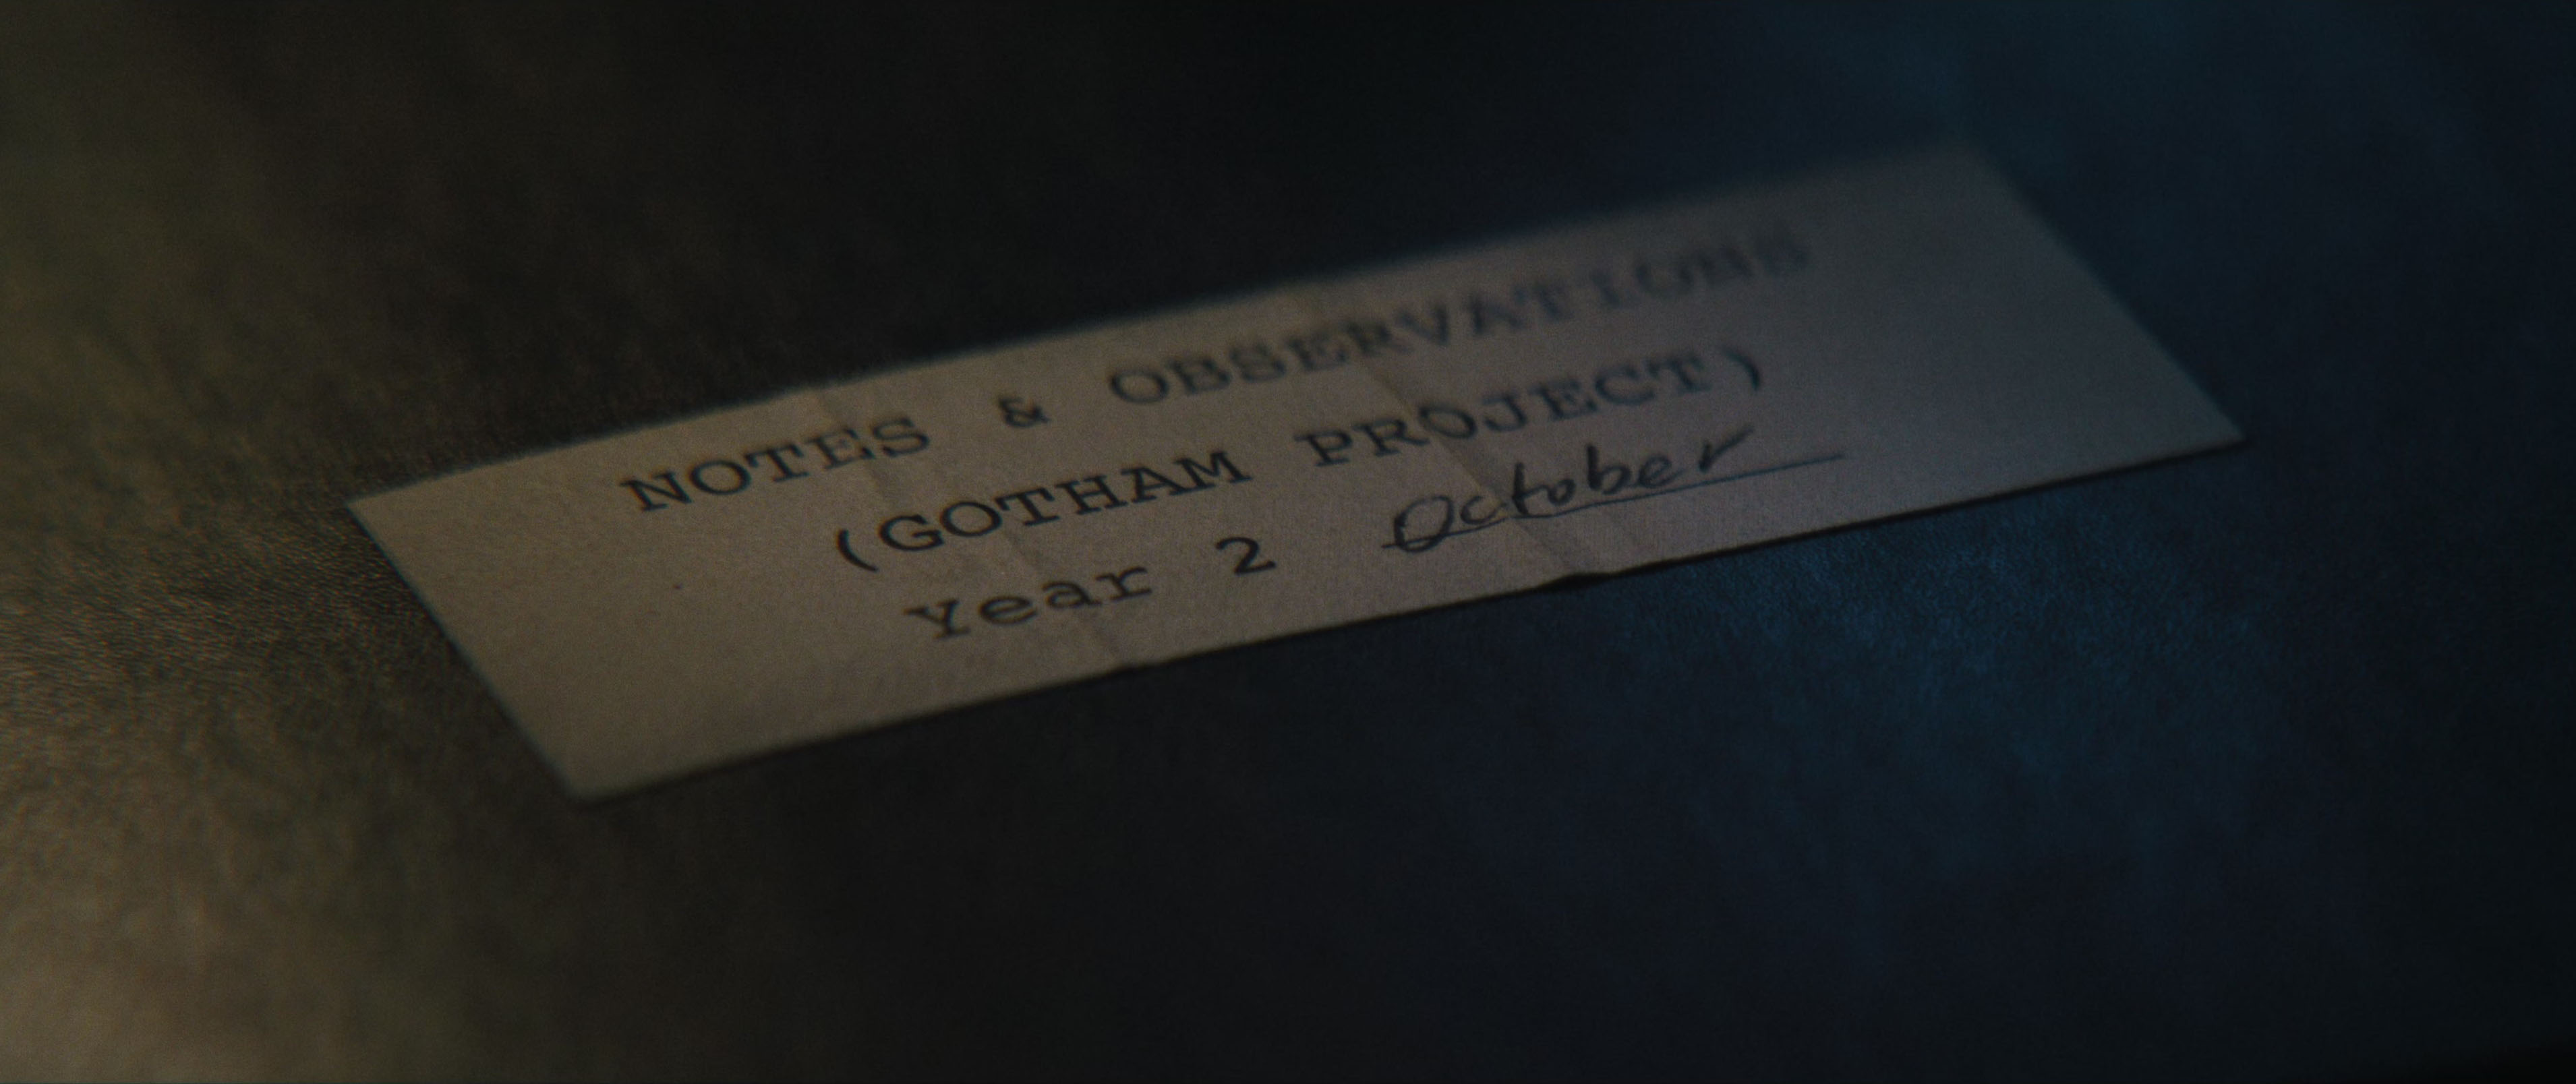 NOTES & OBSERVATIONS
(GOTHAM PROJECT)
Year 2 October